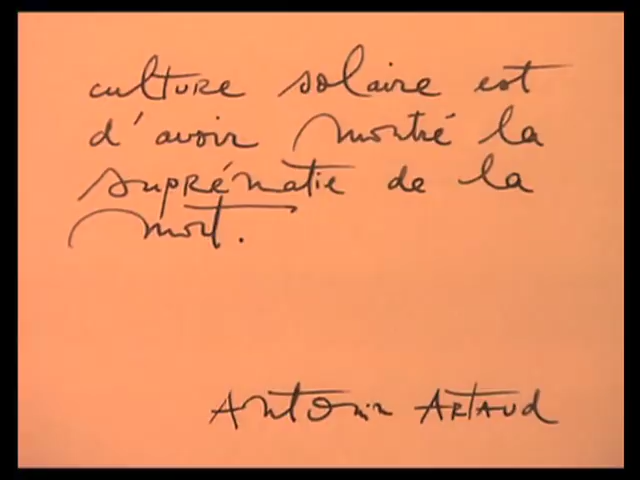 culture solaire est
d'avoir montré la
suprématie de la
mort.
Antonin Artaud